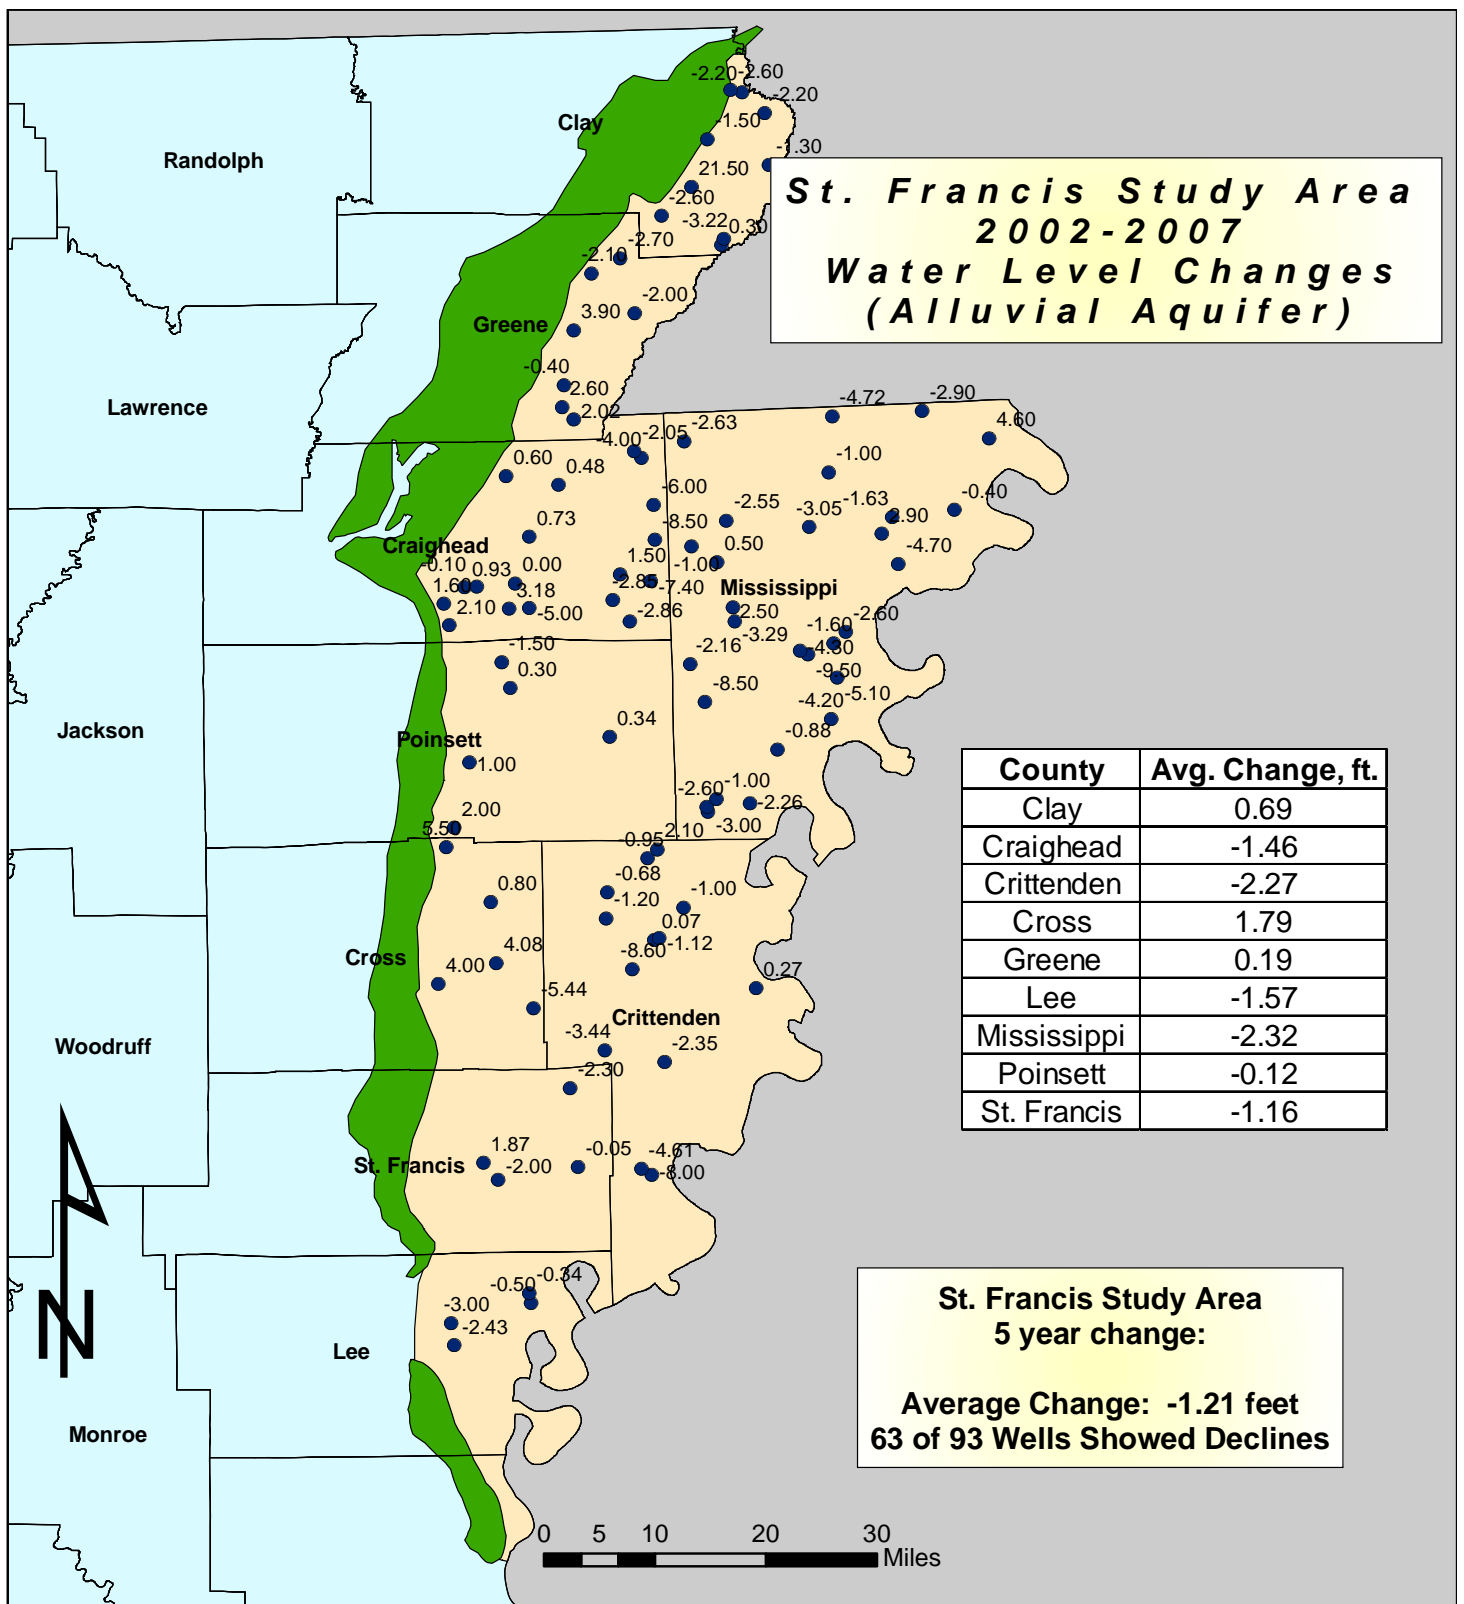 -2.20
-2.60
-2.20
-1.50
Clay
Randolph
21.50
St. Francis Study Area
2002-2007
Water Level Changes
(Alluvial Aquifer)
-2.60
-3.22
0.30
-2.70
-2.10
-2.00
3.90
Greene
-0.40
2.60
2.02
Lawrence
-4.72
-2.90
4.60
-2.63
-2.05
-4.00
0.60
0.48
-1.00
-6.00
-0.40
-1.63
-2.55
-3.05
2.90
-8.50
0.73
Craighead
0.50
-4.70
-0.10
0.93
0.00
1.50
-1.00
1.60
3.18
-2.85
-7.40
Mississippi
2.10
-5.00
-2.86
2.50
-2.60
-1.60
-3.29
-4.30
-2.16
-1.50
0.30
-9.50
-5.10
-8.50
-4.20
0.34
-0.88
Jackson
Poinsett
1.00
-1.00
-2.60
-2.26
2.00
5.50
2.10
-3.00
-0.95
-0.68
0.80
-1.20
-1.00
0.07
-1.12
4.08
-8.60
Cross
4.00
0.27
-5.44
Crittenden
-3.44
-2.35
Woodruff
-2.30
1.87
-0.05
-4.61
St. Francis
-2.00
-8.00
County Avg. Change, ft.
Clay 0.69
Craighead -1.46
Crittenden -2.27
Cross 1.79
Greene 0.19
Lee -1.57
Mississippi -2.32
Poinsett -0.12
St. Francis -1.16
-0.34
-0.50
-3.00
-2.43
N
Lee
Monroe
St. Francis Study Area
5 year change:
Average Change: -1.21 feet
63 of 93 Wells Showed Declines
0 5 10 20 30
Miles